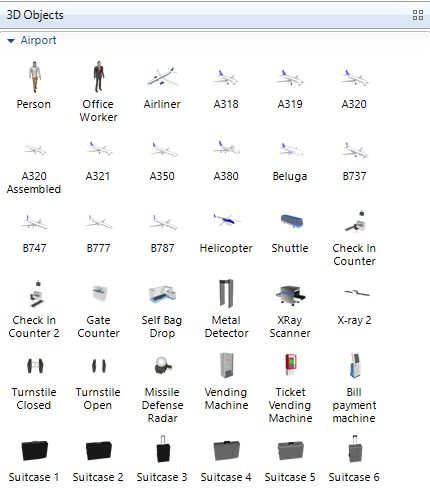 3D Objects
Airport
Person
Office Worker
Airliner
A318
A319
A320
A320 Assembled
A321
A350
A380
Beluga
B737
B747
B777
B787
Helicopter
Shuttle
Check In Counter
Check In Counter 2
Gate Counter
Self Bag Drop
Metal Detector
XRay Scanner
X-ray 2
Turnstile Closed
Turnstile Open
Missile Defense Radar
Vending Machine
Ticket Vending Machine
Bill payment machine
Suitcase 1
Suitcase 2
Suitcase 3
Suitcase 4
Suitcase 5
Suitcase 6